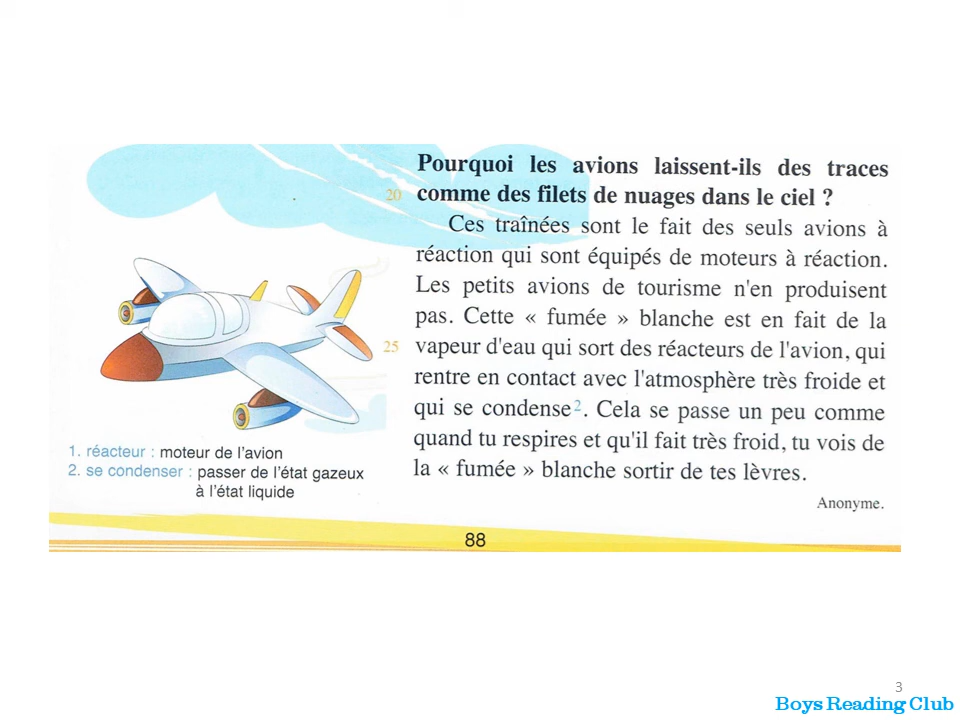 Pourquoi les avions laissent-ils des traces
20 comme des filets de nuages dans le ciel ?
Ces traînées sont le fait des seuls avions à
réaction qui sont équipés de moteurs à réaction.
Les petits avions de tourisme n'en produisent
pas. Cette « fumée » blanche est en fait de la
25 vapeur d'eau qui sort des réacteurs de l'avion, qui
rentre en contact avec l'atmosphère très froide et
qui se condense². Cela se passe un peu comme
quand tu respires et qu'il fait très froid, tu vois de
la « fumée » blanche sortir de tes lèvres.
Anonyme.
1. réacteur : moteur de l'avion
2. se condenser : passer de l'état gazeux
à l'état liquide
88
3
Boys Reading Club